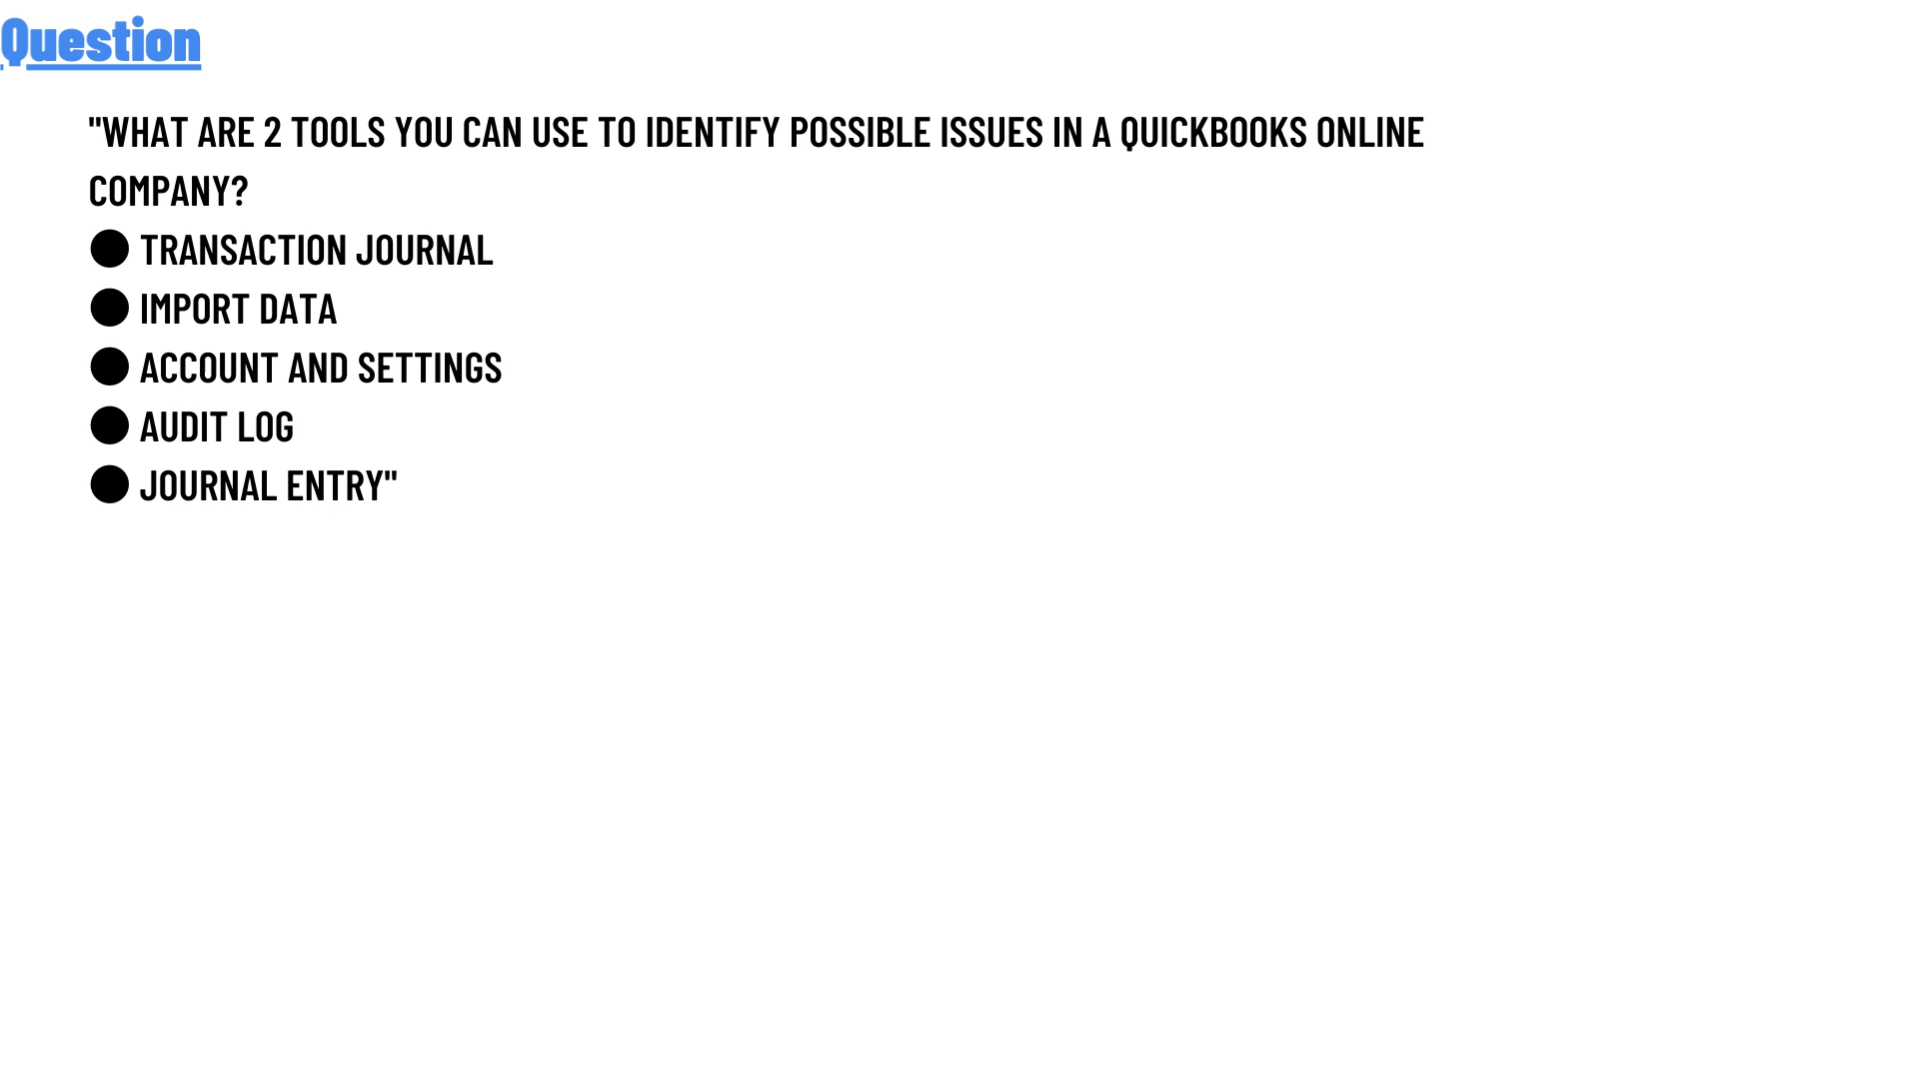 Question
"WHAT ARE 2 TOOLS YOU CAN USE TO IDENTIFY POSSIBLE ISSUES IN A QUICKBOOKS ONLINE
COMPANY?
● TRANSACTION JOURNAL
● IMPORT DATA
● ACCOUNT AND SETTINGS
● AUDIT LOG
● JOURNAL ENTRY"